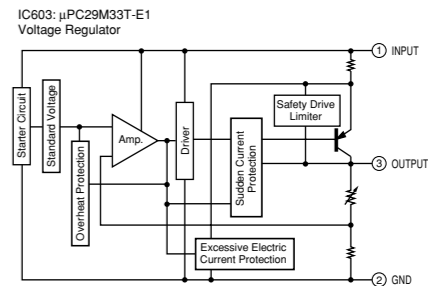 IC603: µPC29M33T-E1
Voltage Regulator
1 INPUT
Starter Circuit
Standard Voltage
Overheat Protection
Amp.
Driver
Sudden Current
Protection
Safety Drive
Limiter
3 OUTPUT
Excessive Electric
Current Protection
2 GND